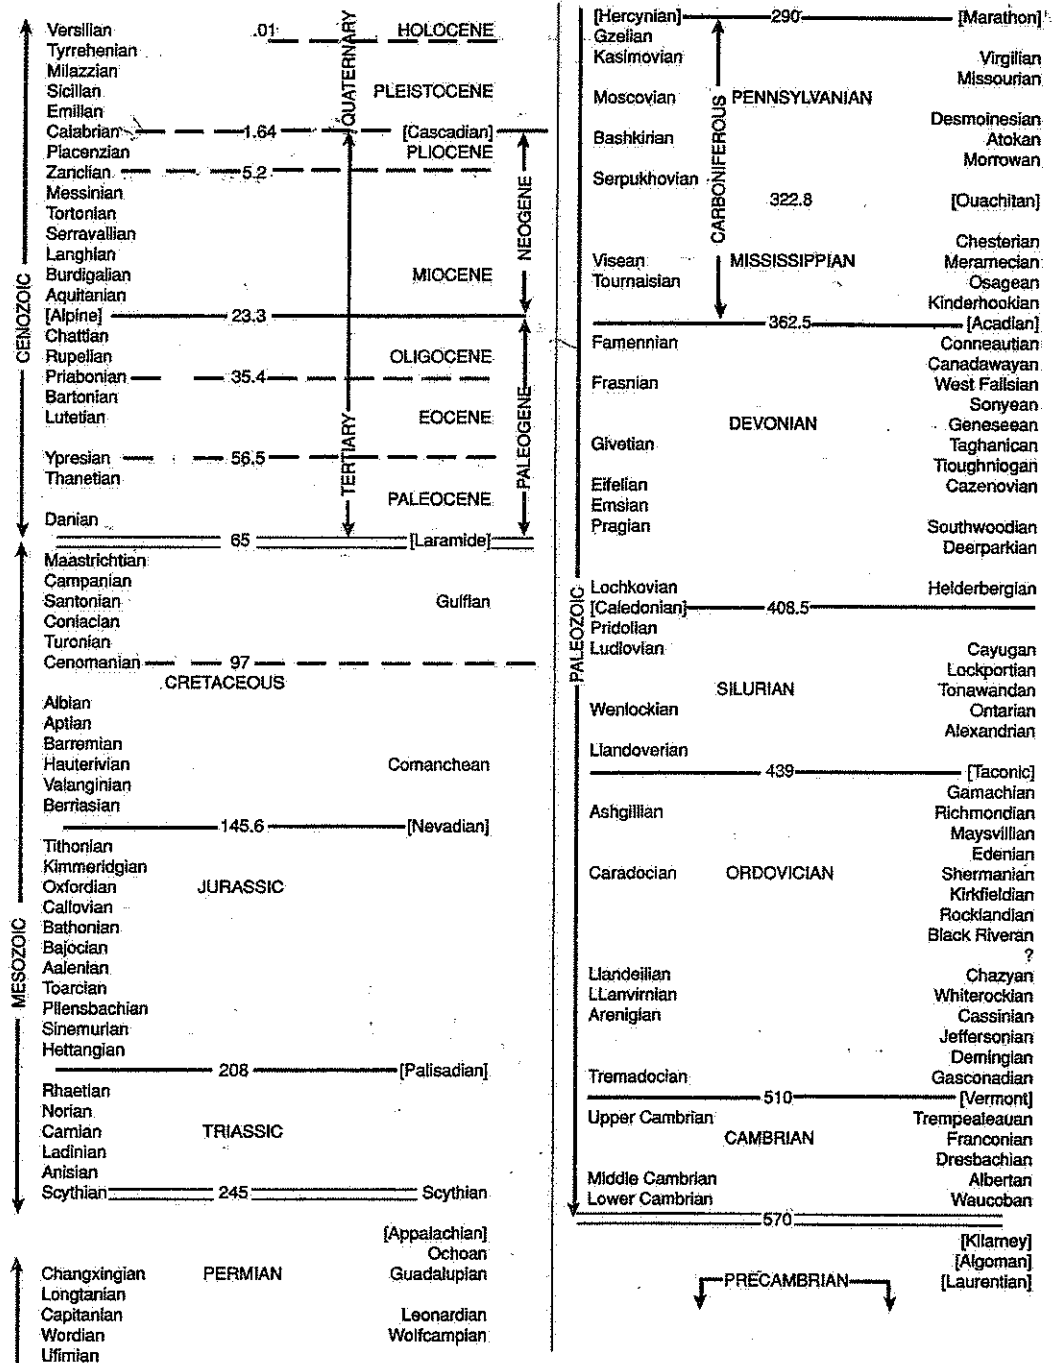 CENOZOIC
Versilian .01 HOLOCENE
Tyrrehenian
Milazzian
Sicilian PLEISTOCENE
Emilian
QUATERNARY
Calabrian 1.64 [Cascadian]
Placenzian PLIOCENE
Zanclian 5.2
Messinian
Tortonian
Serravallian
Langhian
Burdigalian MIOCENE
Aquitanian
NEOGENE
[Alpine] 23.3
Chattian
Rupelian OLIGOCENE
Priabonian 35.4
Bartonian
Lutetian EOCENE
Ypresian 56.5
Thanetian
PALEOCENE
Danian
TERTIARY
PALEOGENE
65 [Laramide]
MESOZOIC
Maastrichtian
Campanian
Santonian Gulfian
Coniacian
Turonian
Cenomanian 97
CRETACEOUS
Albian
Aptian
Barremian
Hauterivian Comanchean
Valanginian
Berriasian
145.6 [Nevadian]
Tithonian
Kimmeridgian
Oxfordian JURASSIC
Callovian
Bathonian
Bajocian
Aalenian
Toarcian
Pliensbachian
Sinemurian
Hettangian
208 [Palisadian]
Rhaetian
Norian
Carnian TRIASSIC
Ladinian
Anisian
Scythian 245 Scythian
[Appalachian]
Ochoan
Changxingian PERMIAN Guadalupian
Longtanian
Capitanian Leonardian
Wordian Wolfcampian
Ufimian
PALEOZOIC
[Hercynian] 290 [Marathon]
Gzelian
Kasimovian Virgilian
Missourian
Moscovian PENNSYLVANIAN
Desmoinesian
Bashkirian Atokan
Morrowan
Serpukhovian
CARBONIFEROUS
322.8 [Ouachitan]
Chesterian
Visean MISSISSIPPIAN Meramecian
Tournaisian Osagean
Kinderhookian
362.5 [Acadian]
Famennian Conneautian
Canadawayan
Frasnian West Fallsian
Sonyean
DEVONIAN Geneseean
Givetian Taghanican
Tioughniogan
Eifelian Cazenovian
Emsian
Pragian Southwoodian
Deerparkian
Lochkovian Helderbergian
[Caledonian] 408.5
Pridolian
Ludlovian Cayugan
Lockportian
SILURIAN Tonawandan
Wenlockian Ontarian
Alexandrian
Llandoverian
439 [Taconic]
Gamachian
Ashgillian Richmondian
Maysvillian
Edenian
Caradocian ORDOVICIAN Shermanian
Kirkfieldian
Rocklandian
Black Riveran
?
Llandeilian Chazyan
LLanvirnian Whiterockian
Arenigian Cassinian
Jeffersonian
Demingian
Tremadocian Gasconadian
510 [Vermont]
Upper Cambrian Trempealeauan
CAMBRIAN Franconian
Dresbachian
Middle Cambrian Albertan
Lower Cambrian Waucoban
570
[Kilarney]
[Algoman]
PRECAMBRIAN [Laurentian]